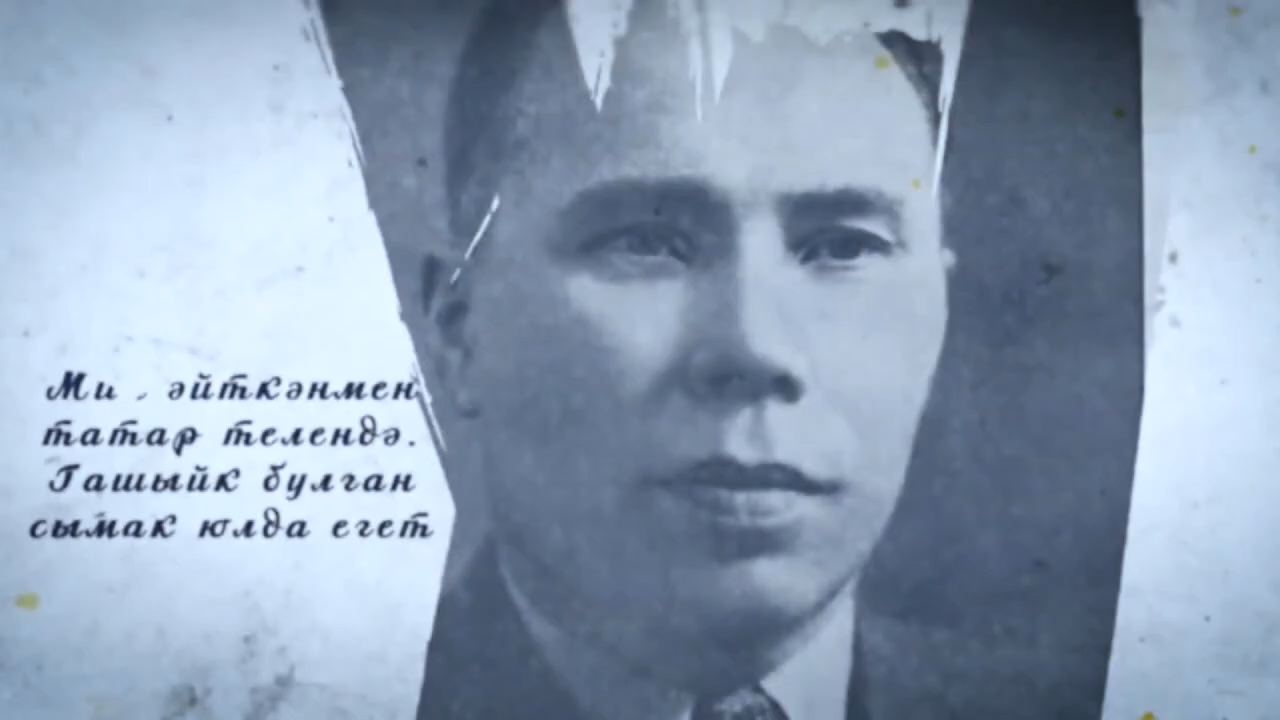 Ми , әйткәнмен
татар телендә.
Гашыйк булган
сымак юлда егет